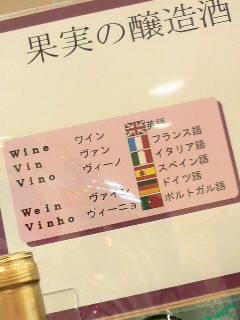 果実の醸造酒
Wine ワイン 英語
Vin ヴァン フランス語
Vino ヴィーノ イタリア語
スペイン語
Wein ヴァイン ドイツ語
Vinho ヴィーニョ ポルトガル語